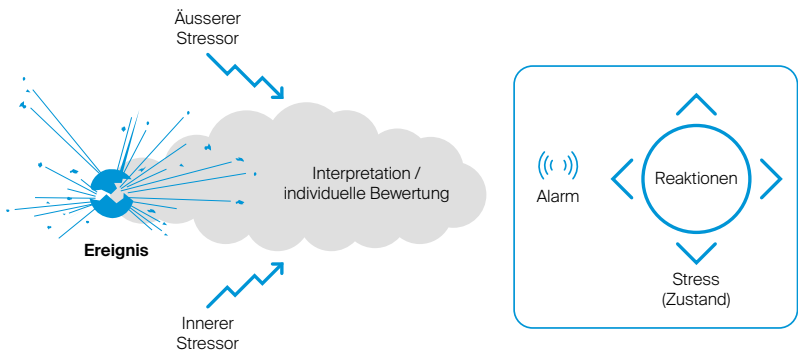 Äusserer
Stressor
Interpretation /
individuelle Bewertung
Ereignis
Innerer
Stressor
Alarm
Reaktionen
Stress
(Zustand)